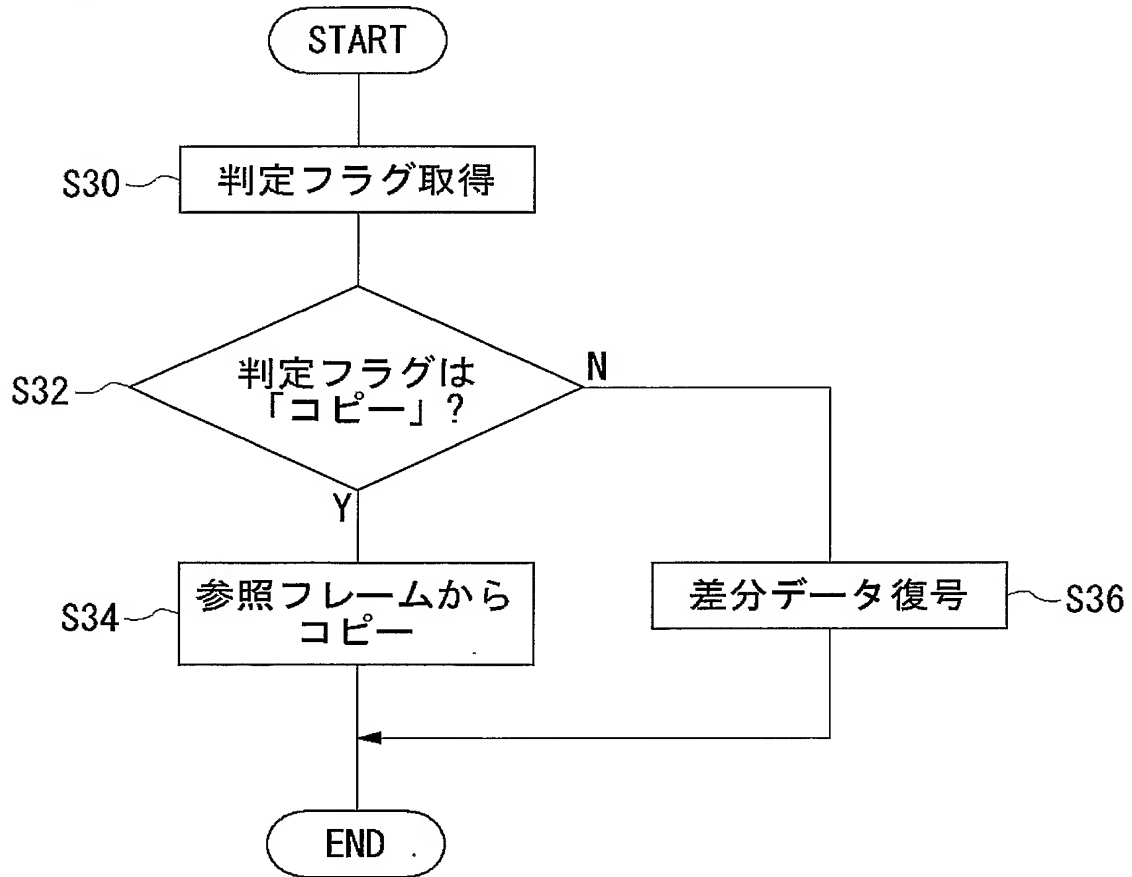 START
S30
判定フラグ取得
S32
判定フラグは
「コピー」?
N
Y
S34
参照フレームから
コピー
差分データ復号
S36
END